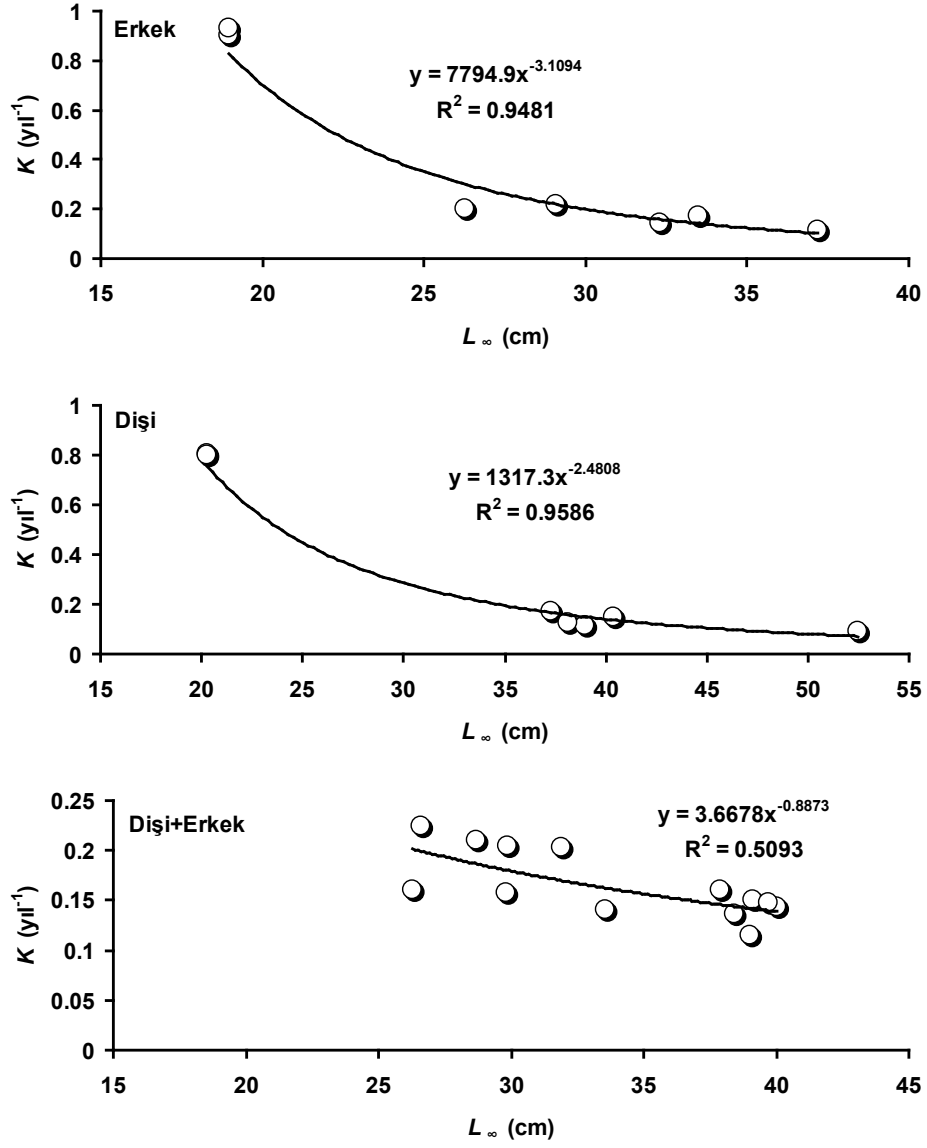 Erkek
y = 7794.9x^-3.1094
R² = 0.9481
K (yıl⁻¹)
1
0.8
0.6
0.4
0.2
0
15 20 25 30 35 40
L ∞ (cm)
Dişi
y = 1317.3x^-2.4808
R² = 0.9586
K (yıl⁻¹)
1
0.8
0.6
0.4
0.2
0
15 20 25 30 35 40 45 50 55
L ∞ (cm)
Dişi+Erkek
y = 3.6678x^-0.8873
R² = 0.5093
K (yıl⁻¹)
0.25
0.2
0.15
0.1
0.05
0
15 20 25 30 35 40 45
L ∞ (cm)